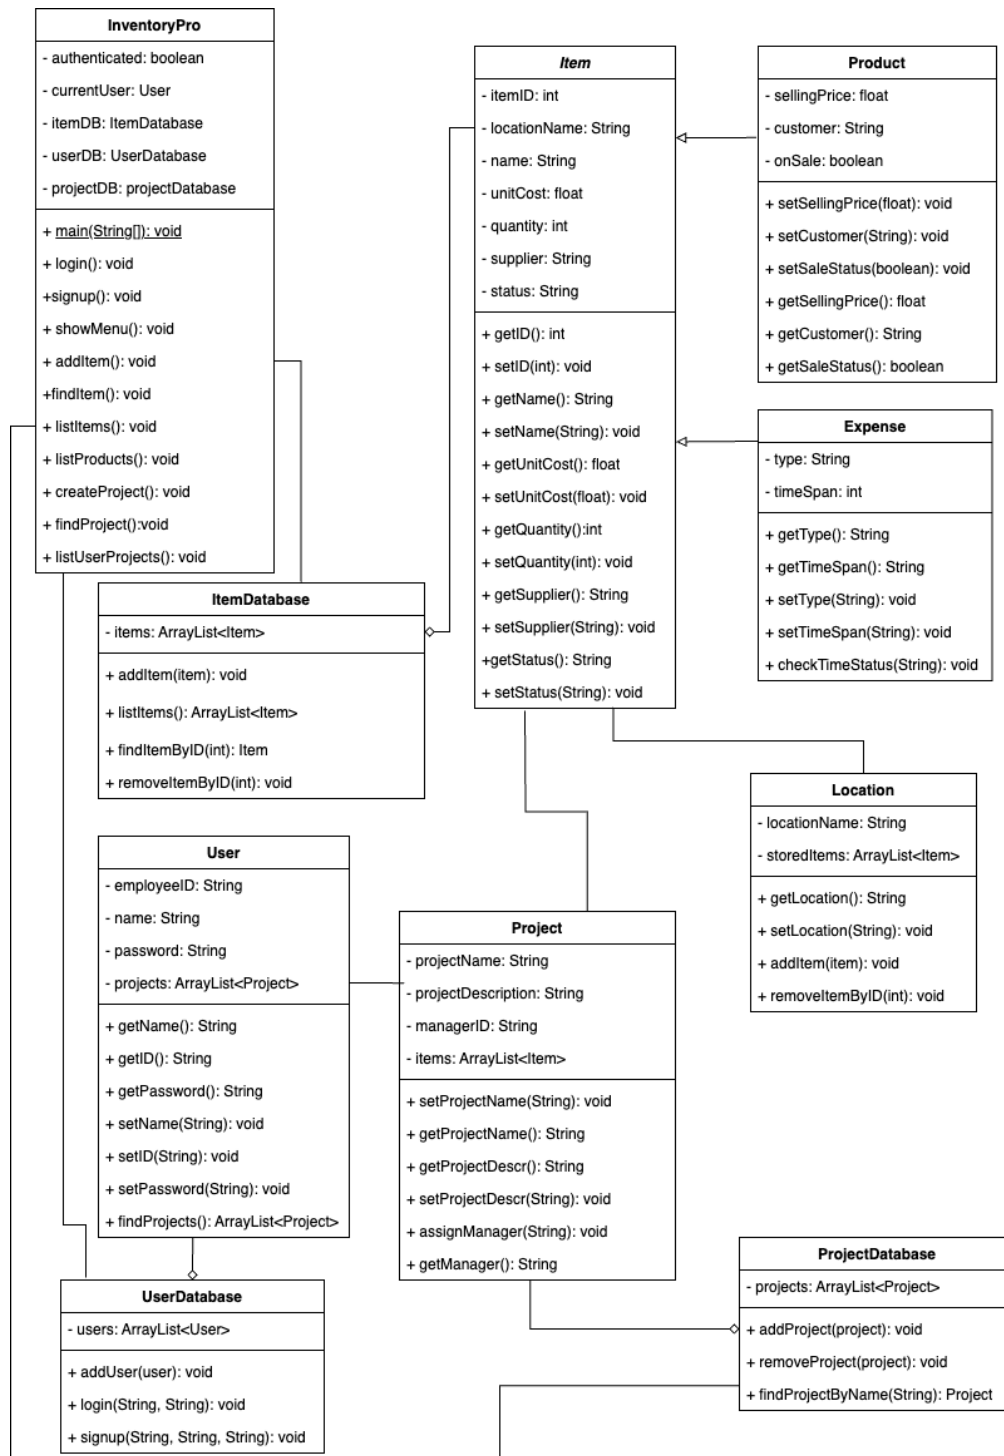 InventoryPro
- authenticated: boolean
- currentUser: User
- itemDB: ItemDatabase
- userDB: UserDatabase
- projectDB: projectDatabase
+ main(String[]): void
+ login(): void
+signup(): void
+ showMenu(): void
+ addItem(): void
+findItem(): void
+ listItems(): void
+ listProducts(): void
+ createProject(): void
+ findProject():void
+ listUserProjects(): void
Item
- itemID: int
- locationName: String
- name: String
- unitCost: float
- quantity: int
- supplier: String
- status: String
+ getID(): int
+ setID(int): void
+ getName(): String
+ setName(String): void
+ getUnitCost(): float
+ setUnitCost(float): void
+ getQuantity():int
+ setQuantity(int): void
+ getSupplier(): String
+ setSupplier(String): void
+getStatus(): String
+ setStatus(String): void
Product
- sellingPrice: float
- customer: String
- onSale: boolean
+ setSellingPrice(float): void
+ setCustomer(String): void
+ setSaleStatus(boolean): void
+ getSellingPrice(): float
+ getCustomer(): String
+ getSaleStatus(): boolean
Expense
- type: String
- timeSpan: int
+ getType(): String
+ getTimeSpan(): String
+ setType(String): void
+ setTimeSpan(String): void
+ checkTimeStatus(String): void
ItemDatabase
- items: ArrayList<Item>
+ addItem(item): void
+ listItems(): ArrayList<Item>
+ findItemByID(int): Item
+ removeItemByID(int): void
Location
- locationName: String
- storedItems: ArrayList<Item>
+ getLocation(): String
+ setLocation(String): void
+ addItem(item): void
+ removeItemByID(int): void
User
- employeeID: String
- name: String
- password: String
- projects: ArrayList<Project>
+ getName(): String
+ getID(): String
+ getPassword(): String
+ setName(String): void
+ setID(String): void
+ setPassword(String): void
+ findProjects(): ArrayList<Project>
Project
- projectName: String
- projectDescription: String
- managerID: String
- items: ArrayList<Item>
+ setProjectName(String): void
+ getProjectName(): String
+ getProjectDescr(): String
+ setProjectDescr(String): void
+ assignManager(String): void
+ getManager(): String
UserDatabase
- users: ArrayList<User>
+ addUser(user): void
+ login(String, String): void
+ signup(String, String, String): void
ProjectDatabase
- projects: ArrayList<Project>
+ addProject(project): void
+ removeProject(project): void
+ findProjectByName(String): Project